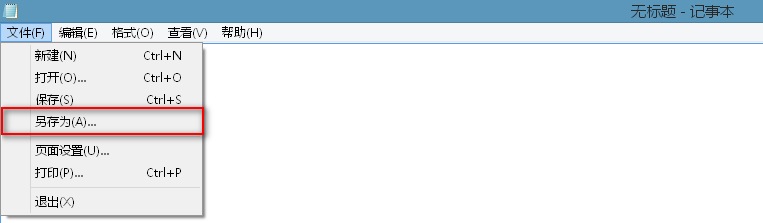 无标题 - 记事本
文件(F) 编辑(E) 格式(O) 查看(V) 帮助(H)
新建(N) Ctrl+N
打开(O)... Ctrl+O
保存(S) Ctrl+S
另存为(A)...
页面设置(U)...
打印(P)... Ctrl+P
退出(X)